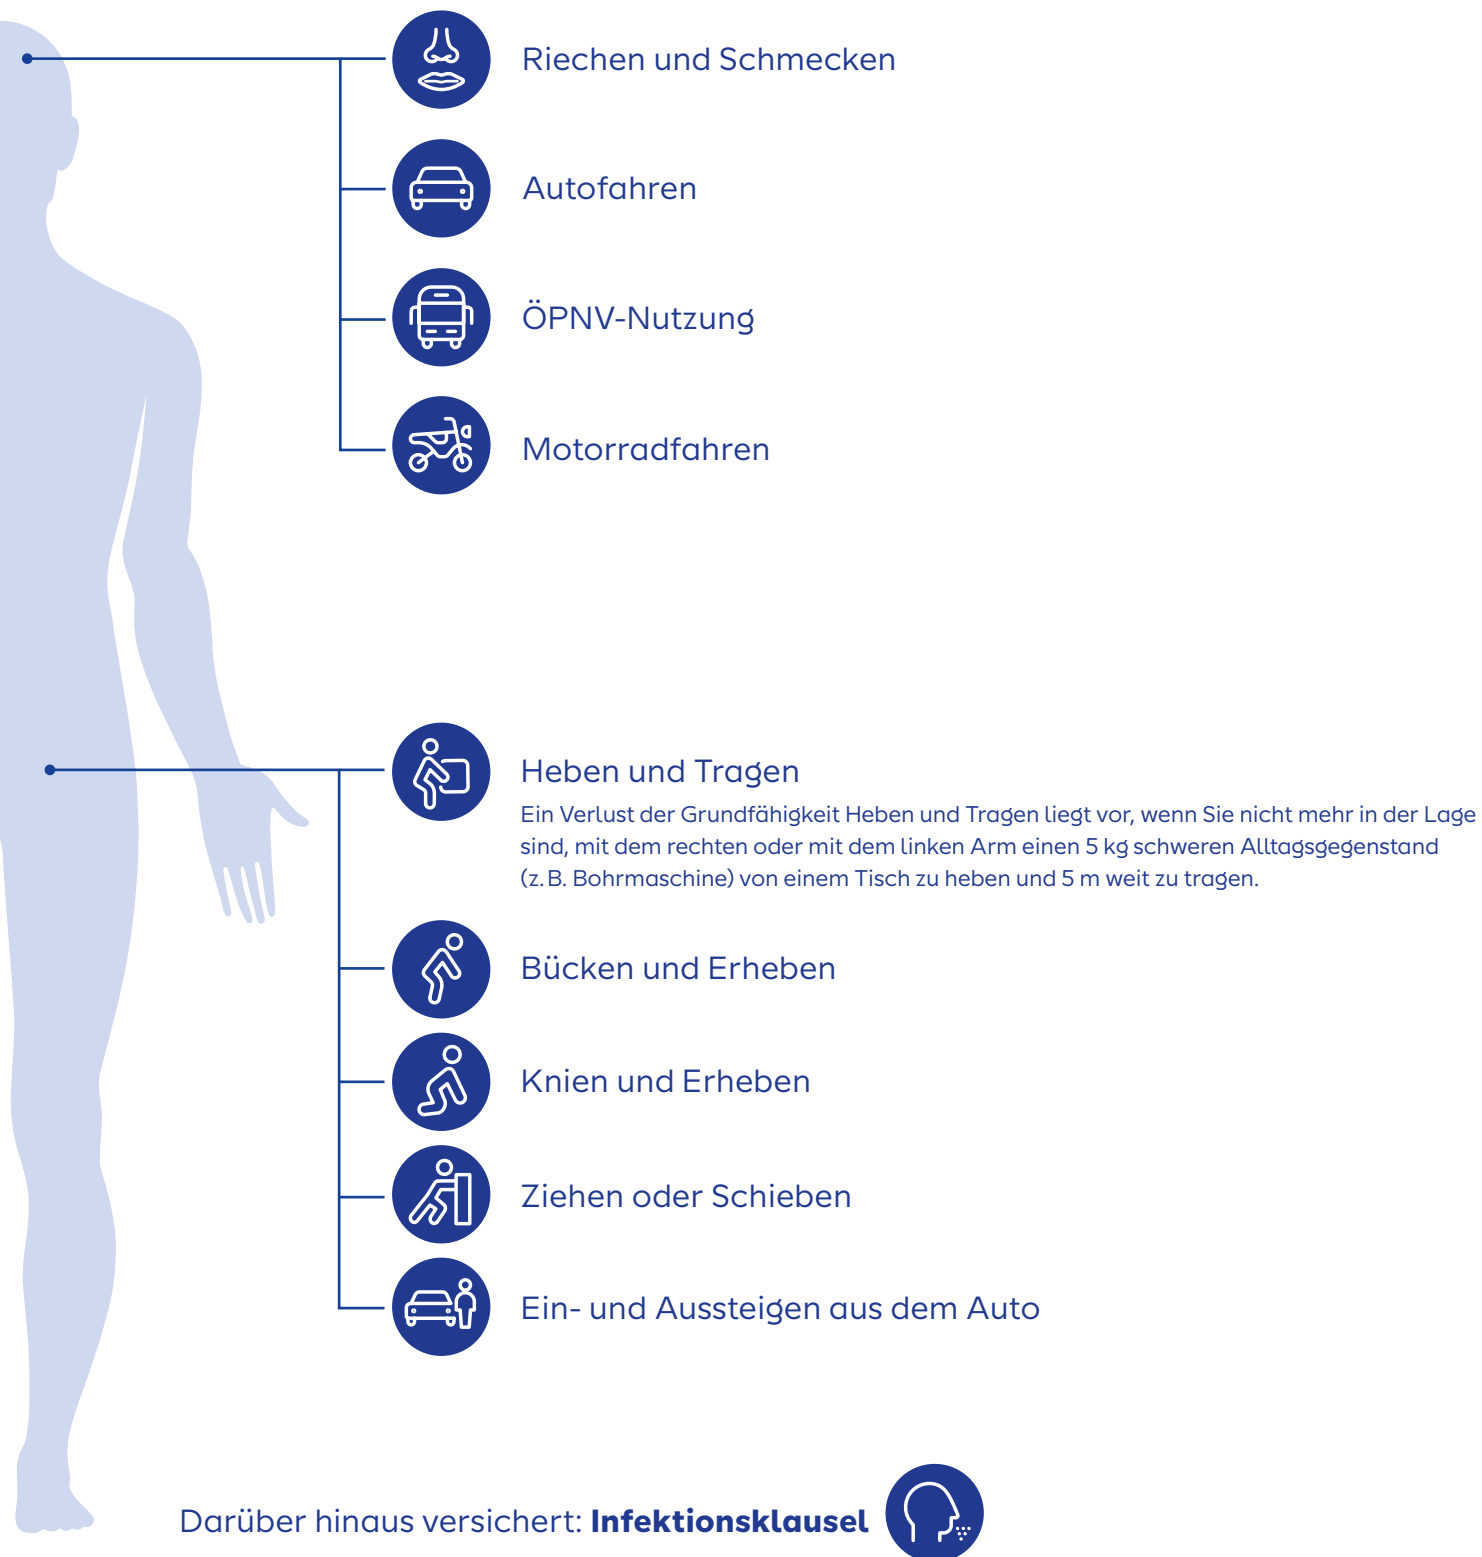 Riechen und Schmecken
Autofahren
ÖPNV-Nutzung
Motorradfahren
Heben und Tragen
Ein Verlust der Grundfähigkeit Heben und Tragen liegt vor, wenn Sie nicht mehr in der Lage
sind, mit dem rechten oder mit dem linken Arm einen 5 kg schweren Alltagsgegenstand
(z. B. Bohrmaschine) von einem Tisch zu heben und 5 m weit zu tragen.
Bücken und Erheben
Knien und Erheben
Ziehen oder Schieben
Ein- und Aussteigen aus dem Auto
Darüber hinaus versichert: Infektionsklausel